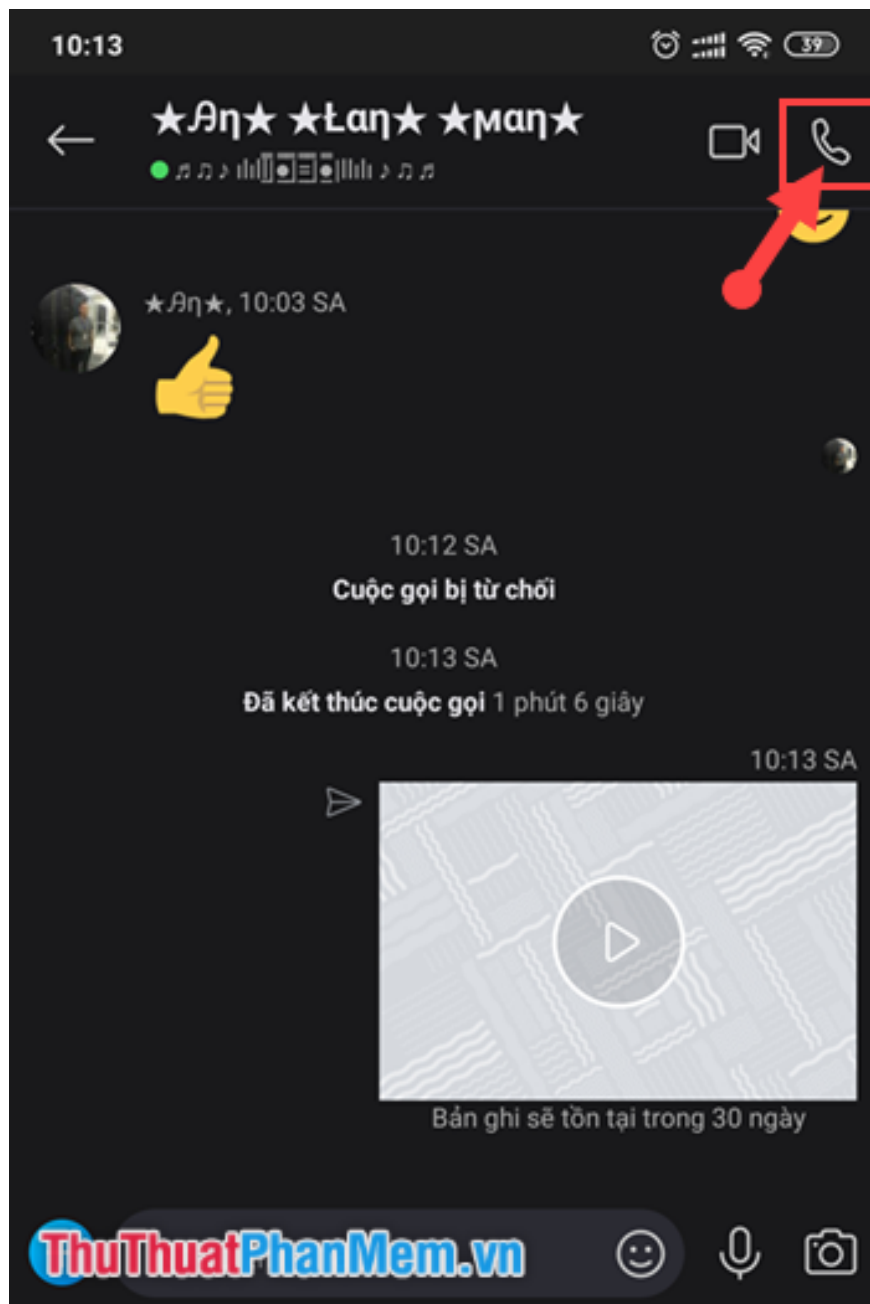 10:13
39
★Ꭿη★ ★Łαη★ ★мαη★
★Ꭿη★, 10:03 SA
10:12 SA
Cuộc gọi bị từ chối
10:13 SA
Đã kết thúc cuộc gọi 1 phút 6 giây
10:13 SA
Bản ghi sẽ tồn tại trong 30 ngày
ThuThuatPhanMem.vn